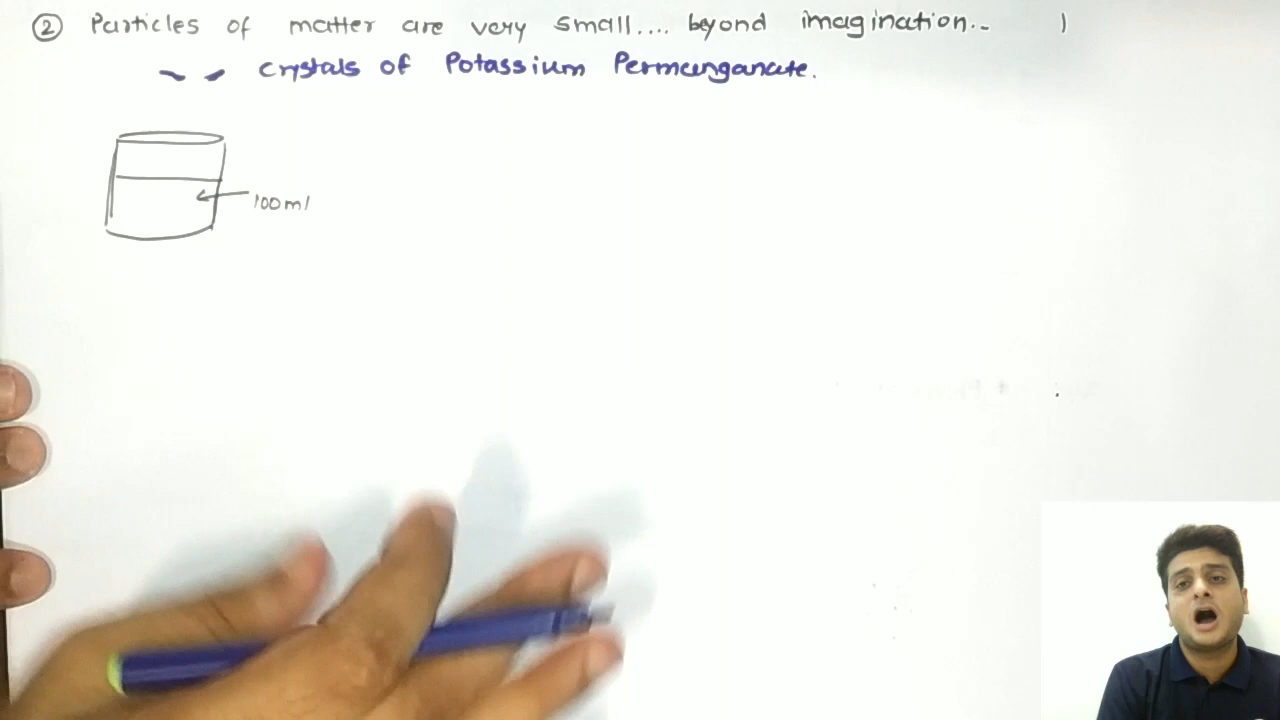 ② Particles of matter are very small.... beyond imagination..
crystals of Potassium Permanganate.
100ml